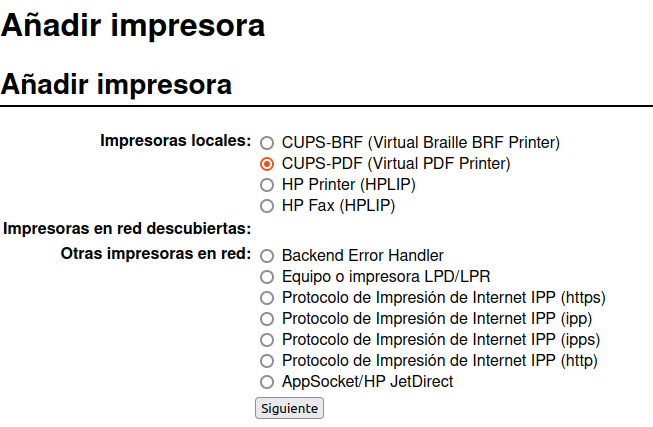 Añadir impresora
Añadir impresora
Impresoras locales:
CUPS-BRF (Virtual Braille BRF Printer)
CUPS-PDF (Virtual PDF Printer)
HP Printer (HPLIP)
HP Fax (HPLIP)
Impresoras en red descubiertas:
Otras impresoras en red:
Backend Error Handler
Equipo o impresora LPD/LPR
Protocolo de Impresión de Internet IPP (https)
Protocolo de Impresión de Internet IPP (ipp)
Protocolo de Impresión de Internet IPP (ipps)
Protocolo de Impresión de Internet IPP (http)
AppSocket/HP JetDirect
Siguiente